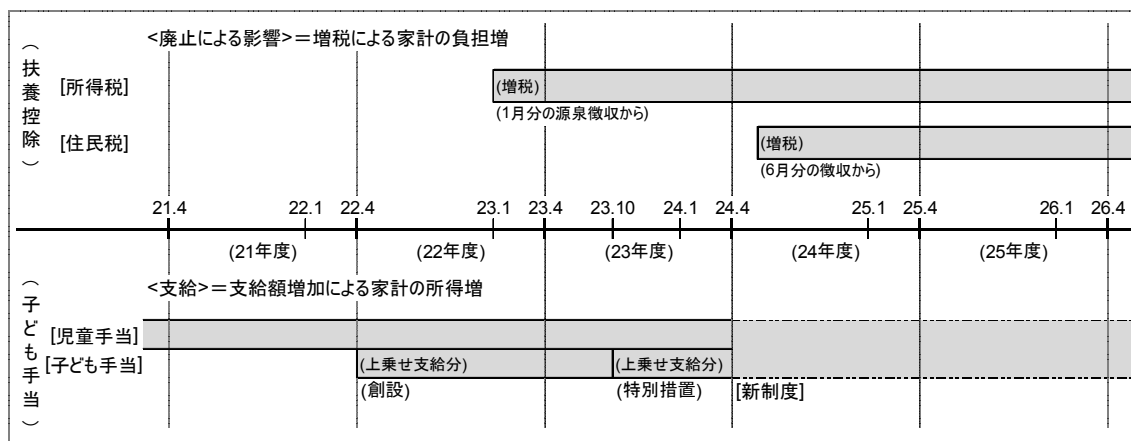 （扶養控除）
<廃止による影響>＝増税による家計の負担増
[所得税]
(増税)
(1月分の源泉徴収から)
[住民税]
(増税)
(6月分の徴収から)
21.4 22.1 22.4 23.1 23.4 23.10 24.1 24.4 25.1 25.4 26.1 26.4
(21年度) (22年度) (23年度) (24年度) (25年度)
（子ども手当）
<支給>＝支給額増加による家計の所得増
[児童手当]
[子ども手当] (上乗せ支給分) (上乗せ支給分)
(創設) (特別措置) [新制度]